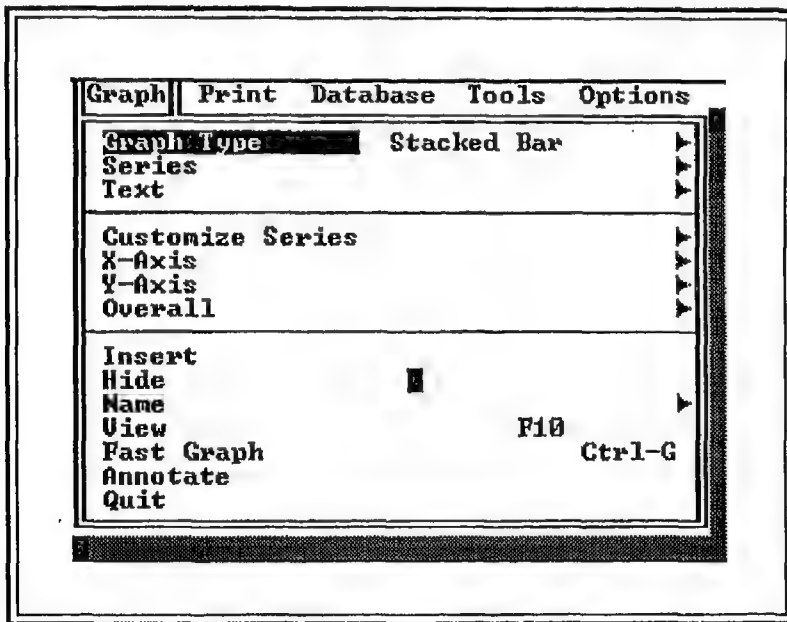 Graph Print Database Tools Options
Graph Type Stacked Bar
Series
Text
Customize Series
X-Axis
Y-Axis
Overall
Insert
Hide
Name
View F10
Fast Graph Ctrl-G
Annotate
Quit